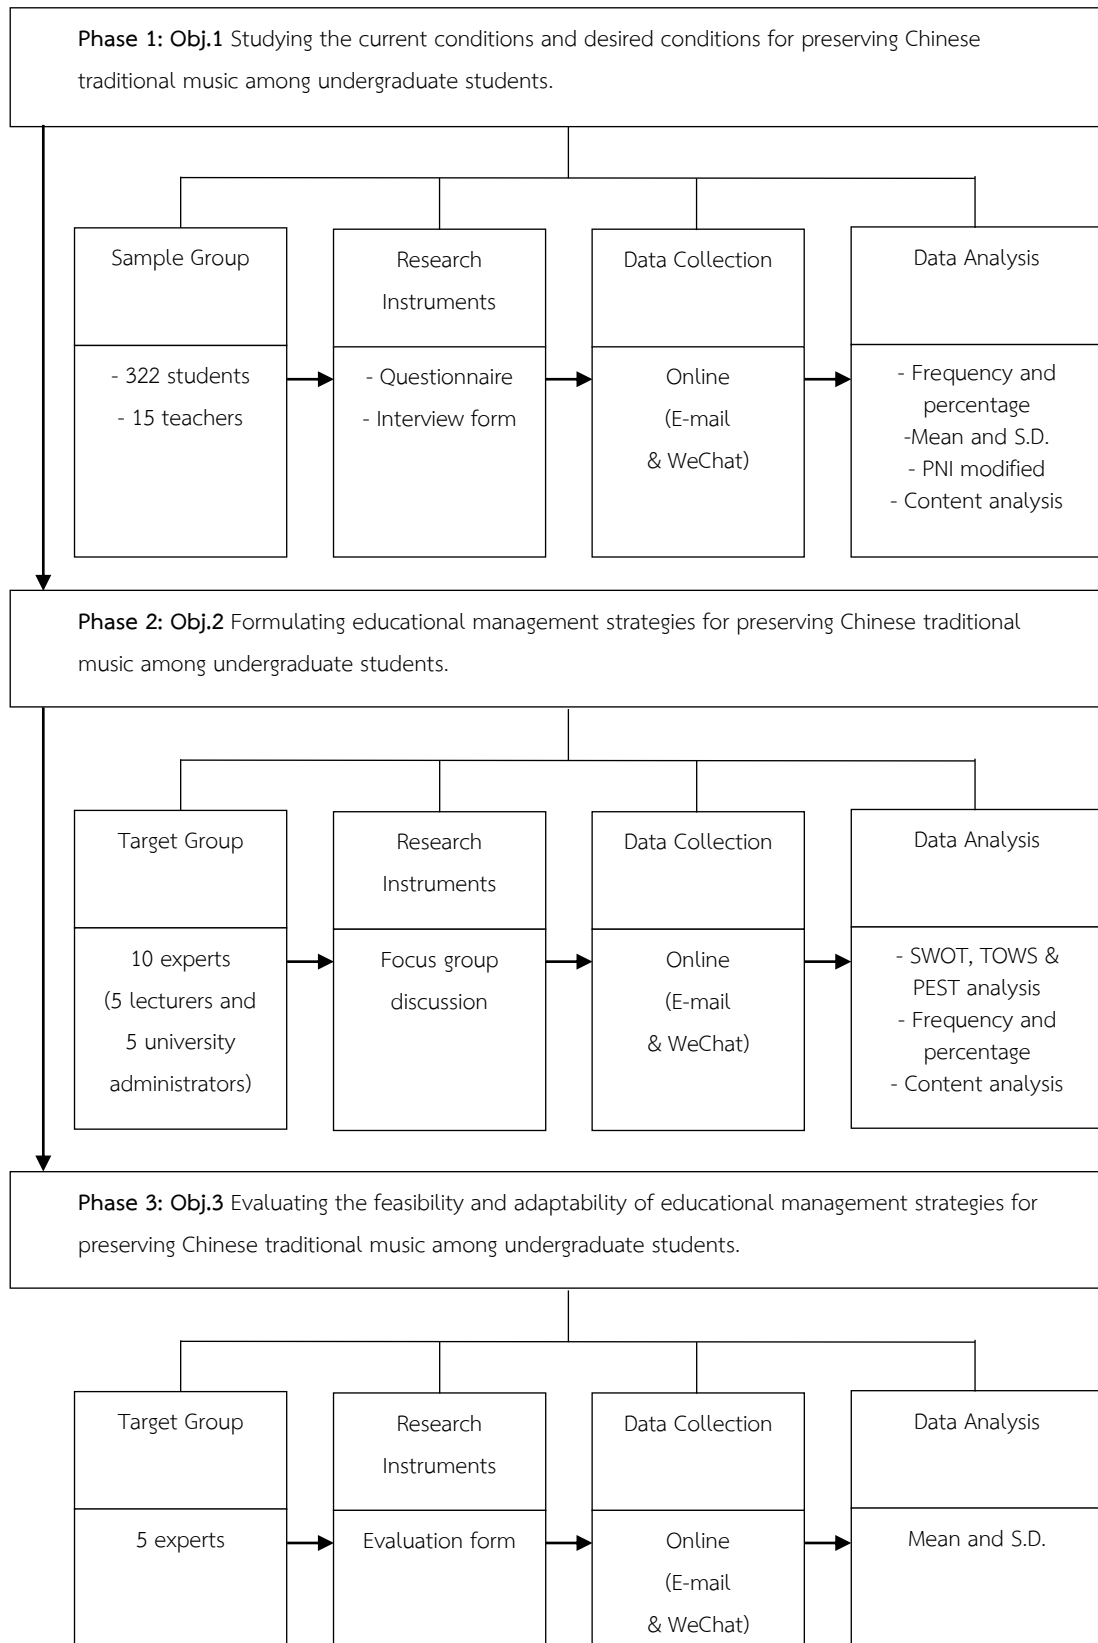 Phase 1: Obj.1 Studying the current conditions and desired conditions for preserving Chinese
traditional music among undergraduate students.
Sample Group
Research
Instruments
Data Collection
Data Analysis
- 322 students
- 15 teachers
- Questionnaire
- Interview form
Online
(E-mail
& WeChat)
- Frequency and
percentage
-Mean and S.D.
- PNI modified
- Content analysis
Phase 2: Obj.2 Formulating educational management strategies for preserving Chinese traditional
music among undergraduate students.
Target Group
Research
Instruments
Data Collection
Data Analysis
10 experts
(5 lecturers and
5 university
administrators)
Focus group
discussion
Online
(E-mail
& WeChat)
- SWOT, TOWS &
PEST analysis
- Frequency and
percentage
- Content analysis
Phase 3: Obj.3 Evaluating the feasibility and adaptability of educational management strategies for
preserving Chinese traditional music among undergraduate students.
Target Group
Research
Instruments
Data Collection
Data Analysis
5 experts
Evaluation form
Online
(E-mail
& WeChat)
Mean and S.D.